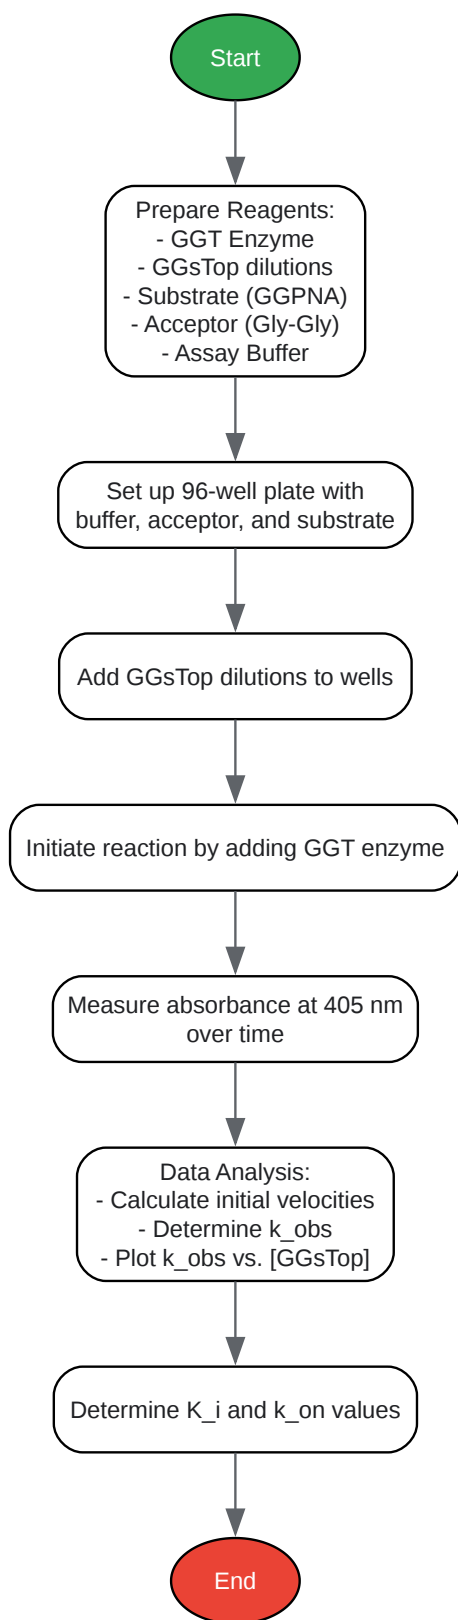 Start
Prepare Reagents:
- GGT Enzyme
- GGsTop dilutions
- Substrate (GGPNA)
- Acceptor (Gly-Gly)
- Assay Buffer
Set up 96-well plate with
buffer, acceptor, and substrate
Add GGsTop dilutions to wells
Initiate reaction by adding GGT enzyme
Measure absorbance at 405 nm
over time
Data Analysis:
- Calculate initial velocities
- Determine k_obs
- Plot k_obs vs. [GGsTop]
Determine K_i and k_on values
End